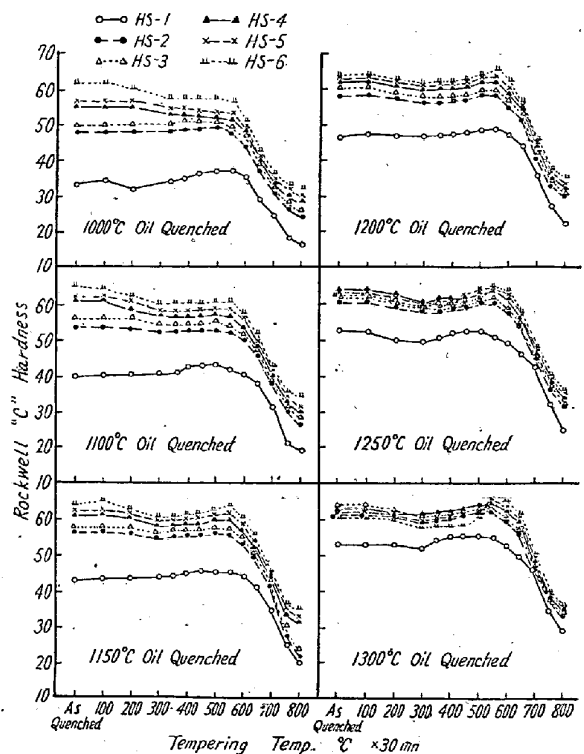 HS-1 HS-4
HS-2 HS-5
HS-3 HS-6
70
60
50
40
30
20
10
1000°C Oil Quenched
1200°C Oil Quenched
60
50
40
30
20
10
1100°C Oil Quenched
1250°C Oil Quenched
60
50
40
30
20
10
1150°C Oil Quenched
1300°C Oil Quenched
Rockwell "C" Hardness
As Quenched 100 200 300 400 500 600 700 800
As Quenched 100 200 300 400 500 600 700 800
Tempering Temp. °C ×30 mn